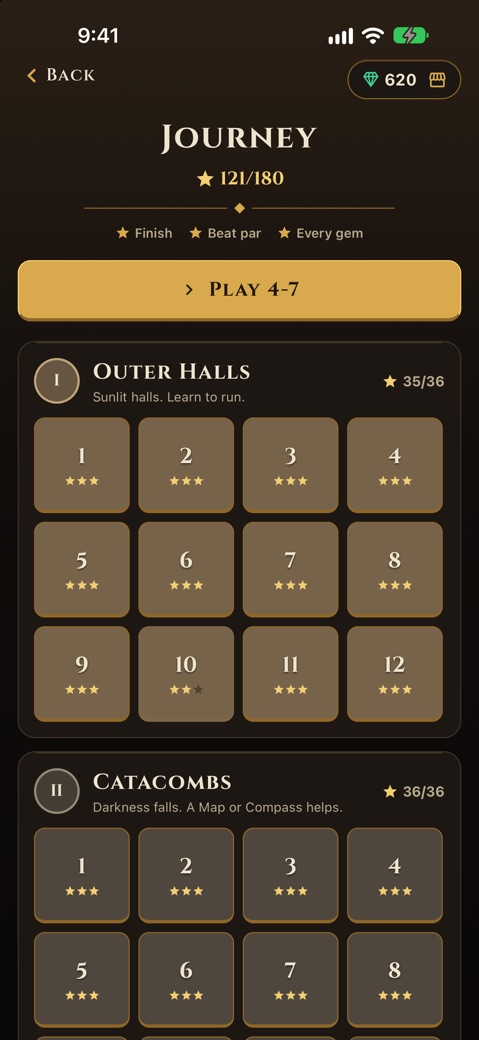 9:41
Back
620
Journey
121/180
Finish Beat par Every gem
Play 4-7
I
Outer Halls
35/36
Sunlit halls. Learn to run.
1 2 3 4
5 6 7 8
9 10 11 12
II
Catacombs
36/36
Darkness falls. A Map or Compass helps.
1 2 3 4
5 6 7 8